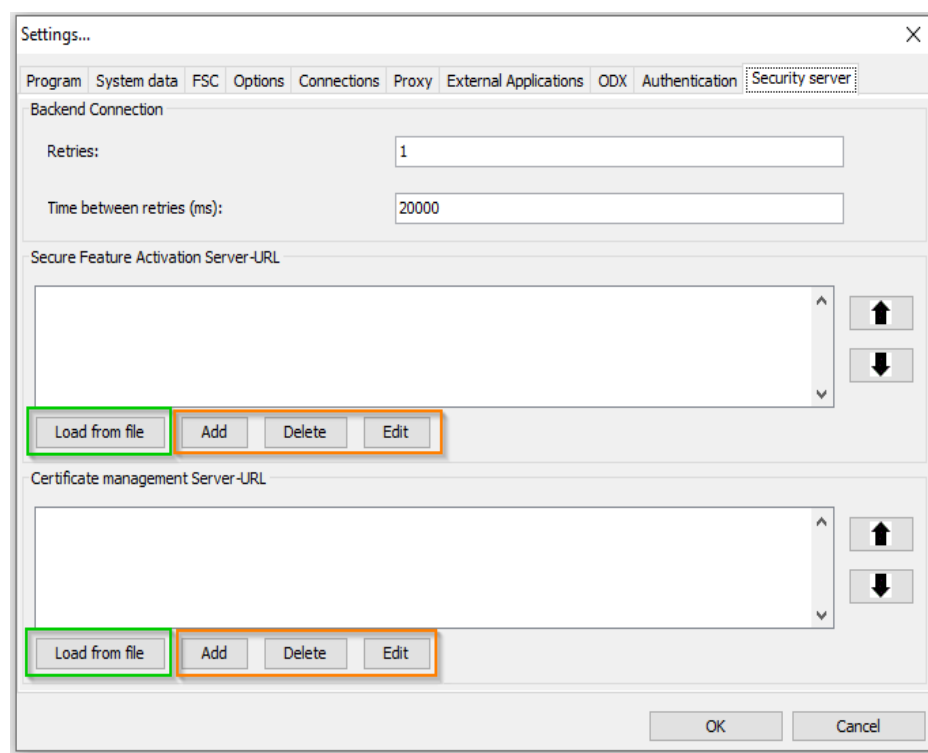 Settings...
Program System data FSC Options Connections Proxy External Applications ODX Authentication Security server
Backend Connection
Retries: 1
Time between retries (ms): 20000
Secure Feature Activation Server-URL
Load from file Add Delete Edit
Certificate management Server-URL
Load from file Add Delete Edit
OK Cancel